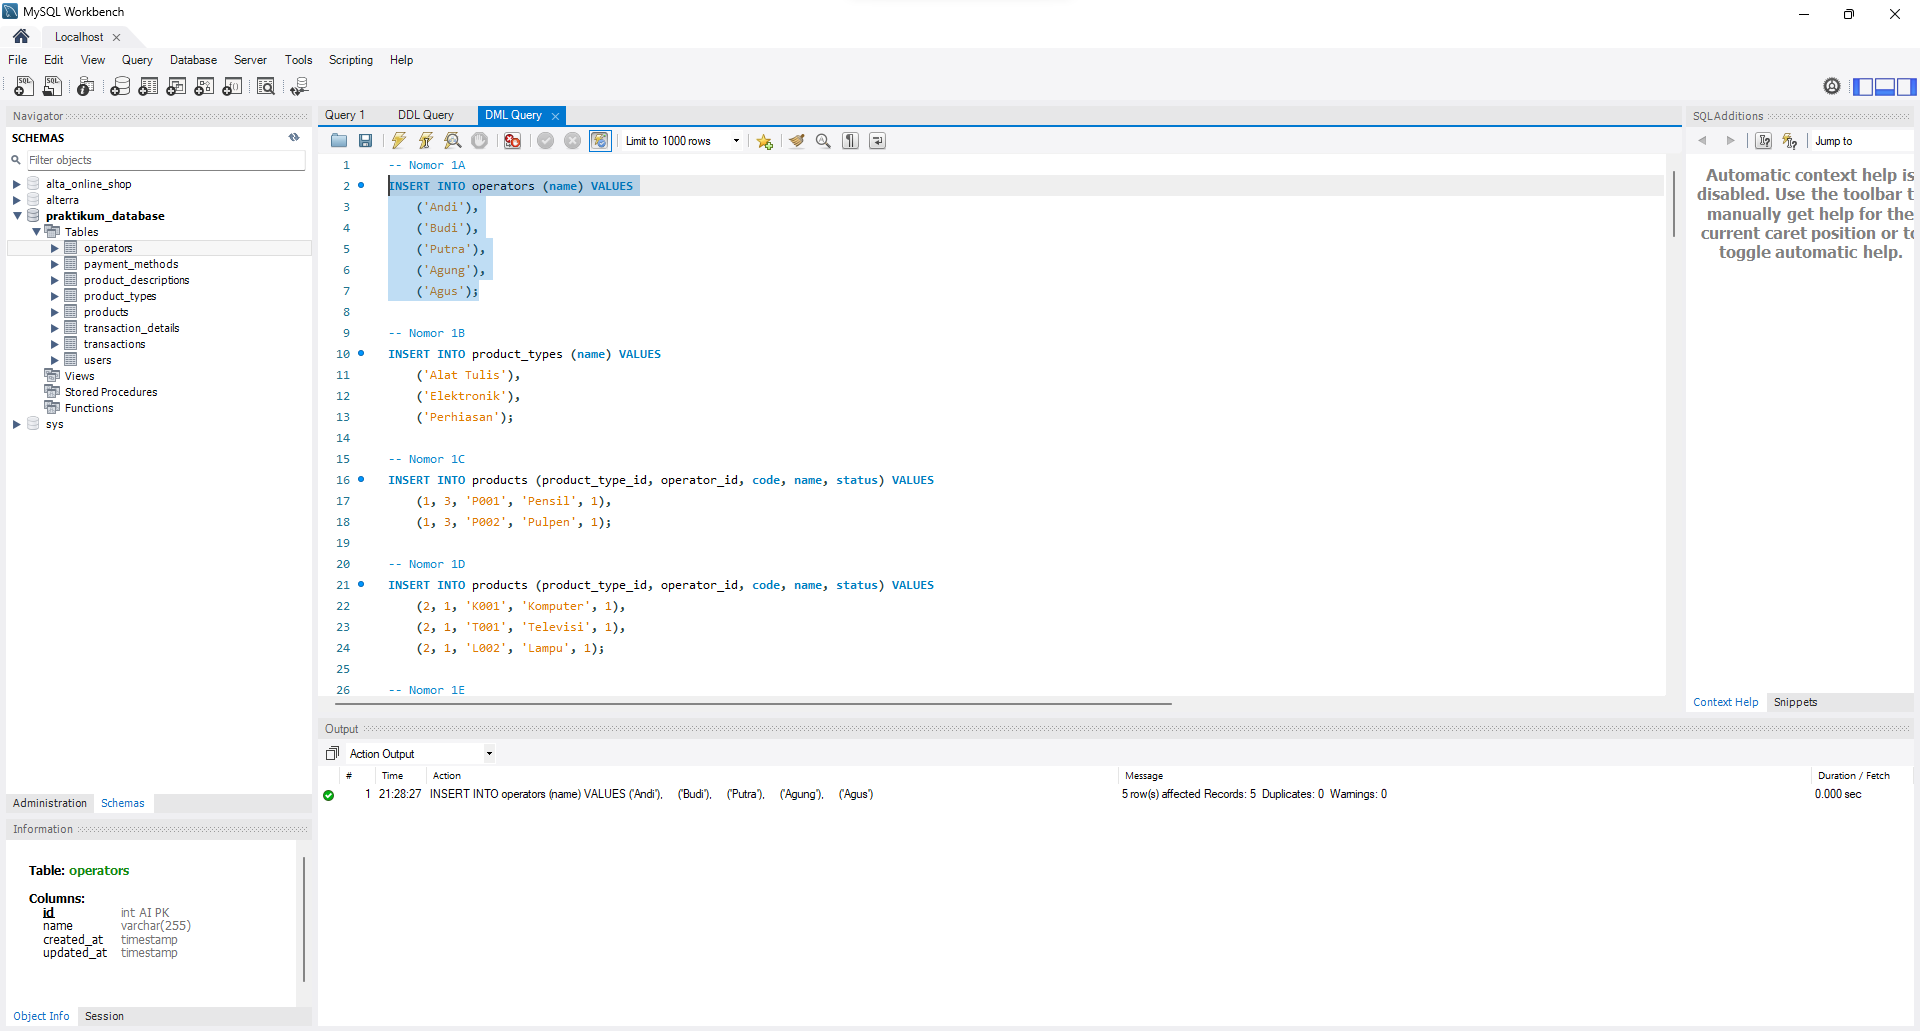 MySQL Workbench
Localhost
File Edit View Query Database Server Tools Scripting Help
Navigator
SCHEMAS
Filter objects
alta_online_shop
alterra
praktikum_database
Tables
operators
payment_methods
product_descriptions
product_types
products
transaction_details
transactions
users
Views
Stored Procedures
Functions
sys
Administration Schemas
Information
Table: operators
Columns:
id int AI PK
name varchar(255)
created_at timestamp
updated_at timestamp
Object Info Session
Query 1 DDL Query DML Query
Limit to 1000 rows
1 -- Nomor 1A
2 INSERT INTO operators (name) VALUES
3 ('Andi'),
4 ('Budi'),
5 ('Putra'),
6 ('Agung'),
7 ('Agus');
8
9 -- Nomor 1B
10 INSERT INTO product_types (name) VALUES
11 ('Alat Tulis'),
12 ('Elektronik'),
13 ('Perhiasan');
14
15 -- Nomor 1C
16 INSERT INTO products (product_type_id, operator_id, code, name, status) VALUES
17 (1, 3, 'P001', 'Pensil', 1),
18 (1, 3, 'P002', 'Pulpen', 1);
19
20 -- Nomor 1D
21 INSERT INTO products (product_type_id, operator_id, code, name, status) VALUES
22 (2, 1, 'K001', 'Komputer', 1),
23 (2, 1, 'T001', 'Televisi', 1),
24 (2, 1, 'L002', 'Lampu', 1);
25
26 -- Nomor 1E
SQLAdditions
Jump to
Automatic context help is
disabled. Use the toolbar t
manually get help for the
current caret position or to
toggle automatic help.
Context Help Snippets
Output
Action Output
# Time Action Message Duration / Fetch
1 21:28:27 INSERT INTO operators (name) VALUES ('Andi'), ('Budi'), ('Putra'), ('Agung'), ('Agus') 5 row(s) affected Records: 5 Duplicates: 0 Warnings: 0 0.000 sec